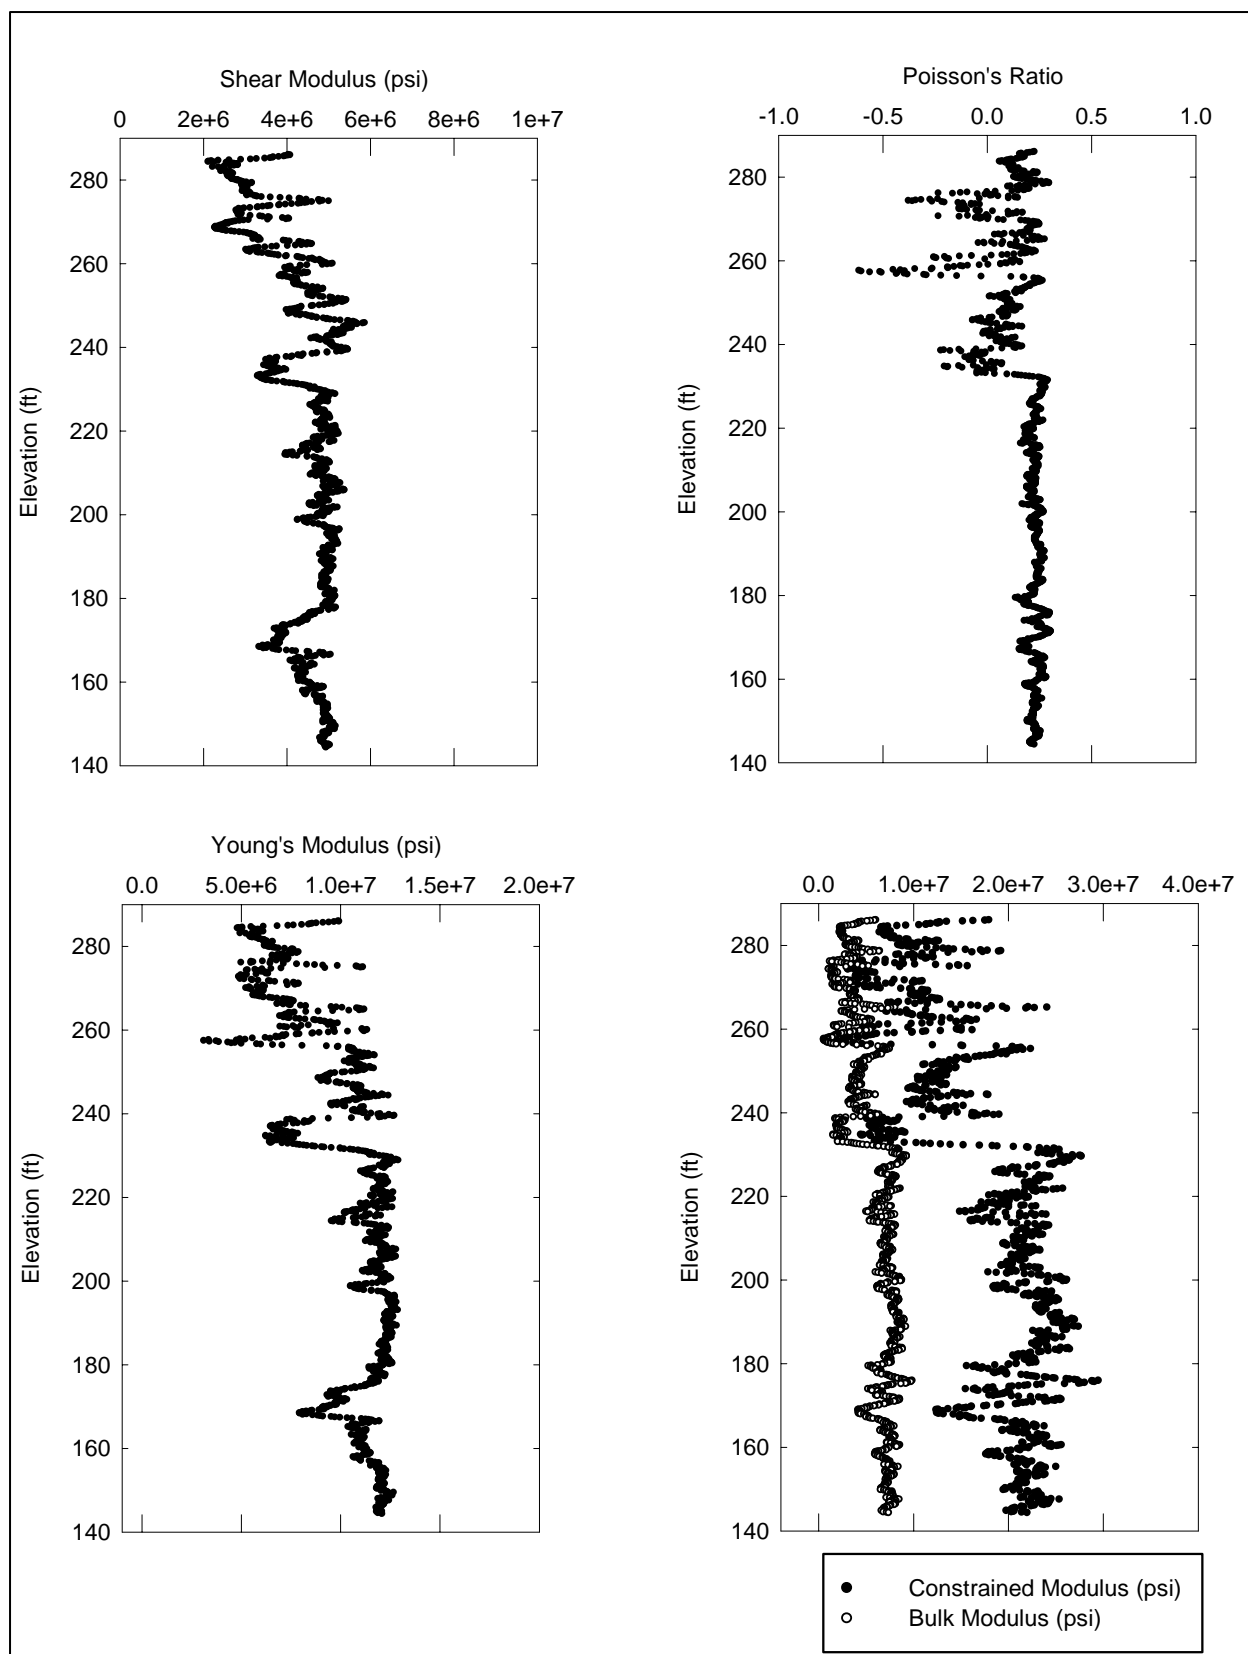 Shear Modulus (psi)
0 2e+6 4e+6 6e+6 8e+6 1e+7
280
260
240
220
200
180
160
140
Elevation (ft)
Poisson's Ratio
-1.0 -0.5 0.0 0.5 1.0
280
260
240
220
200
180
160
140
Elevation (ft)
Young's Modulus (psi)
0.0 5.0e+6 1.0e+7 1.5e+7 2.0e+7
280
260
240
220
200
180
160
140
Elevation (ft)
0.0 1.0e+7 2.0e+7 3.0e+7 4.0e+7
280
260
240
220
200
180
160
140
Elevation (ft)
Constrained Modulus (psi)
Bulk Modulus (psi)